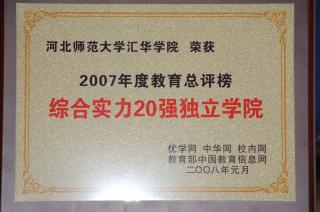 河北师范大学汇华学院 荣获
2007年度教育总评榜
综合实力20强独立学院
优学网 中华网 校内网
教育部中国教育信息网
二〇〇八年元月